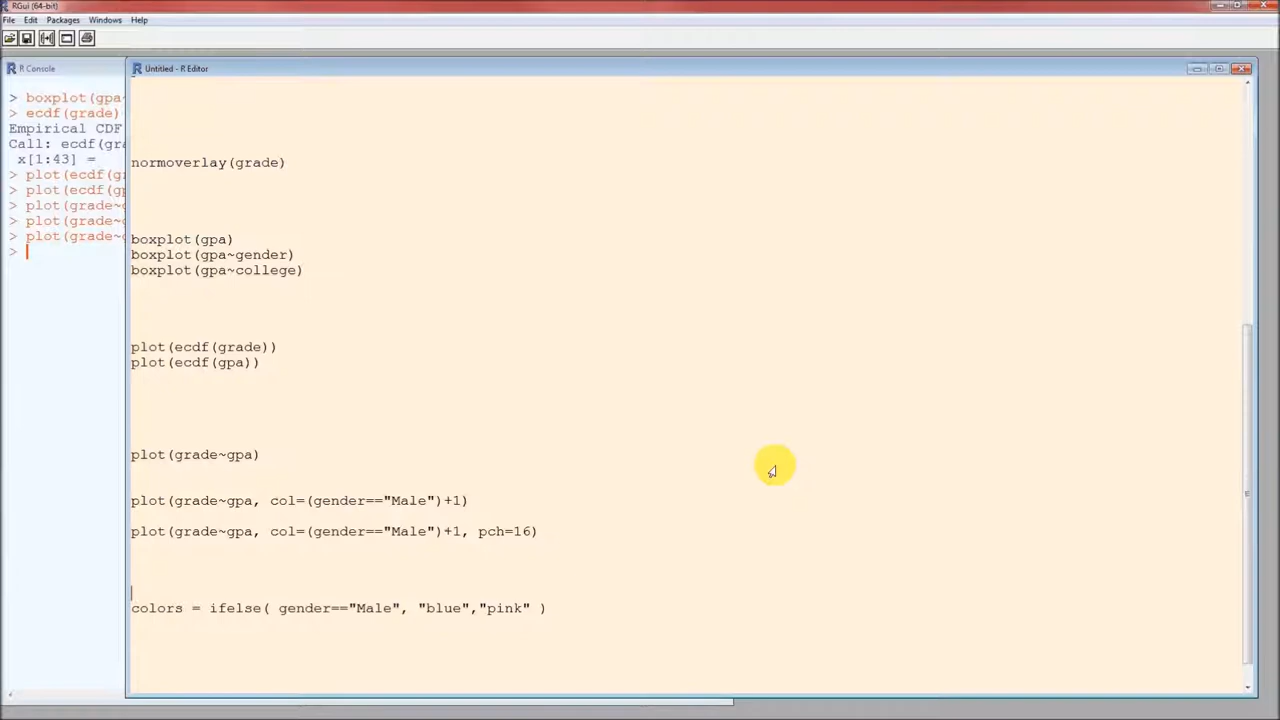 RGui (64-bit)
File Edit Packages Windows Help
R Console
> boxplot(gpa~
> ecdf(grade)
Empirical CDF
Call: ecdf(gra
x[1:43] =
> plot(ecdf(g
> plot(ecdf(gp
> plot(grade~g
> plot(grade~g
> plot(grade~g
>
Untitled - R Editor
normoverlay(grade)
boxplot(gpa)
boxplot(gpa~gender)
boxplot(gpa~college)
plot(ecdf(grade))
plot(ecdf(gpa))
plot(grade~gpa)
plot(grade~gpa, col=(gender=="Male")+1)
plot(grade~gpa, col=(gender=="Male")+1, pch=16)
colors = ifelse( gender=="Male", "blue","pink" )